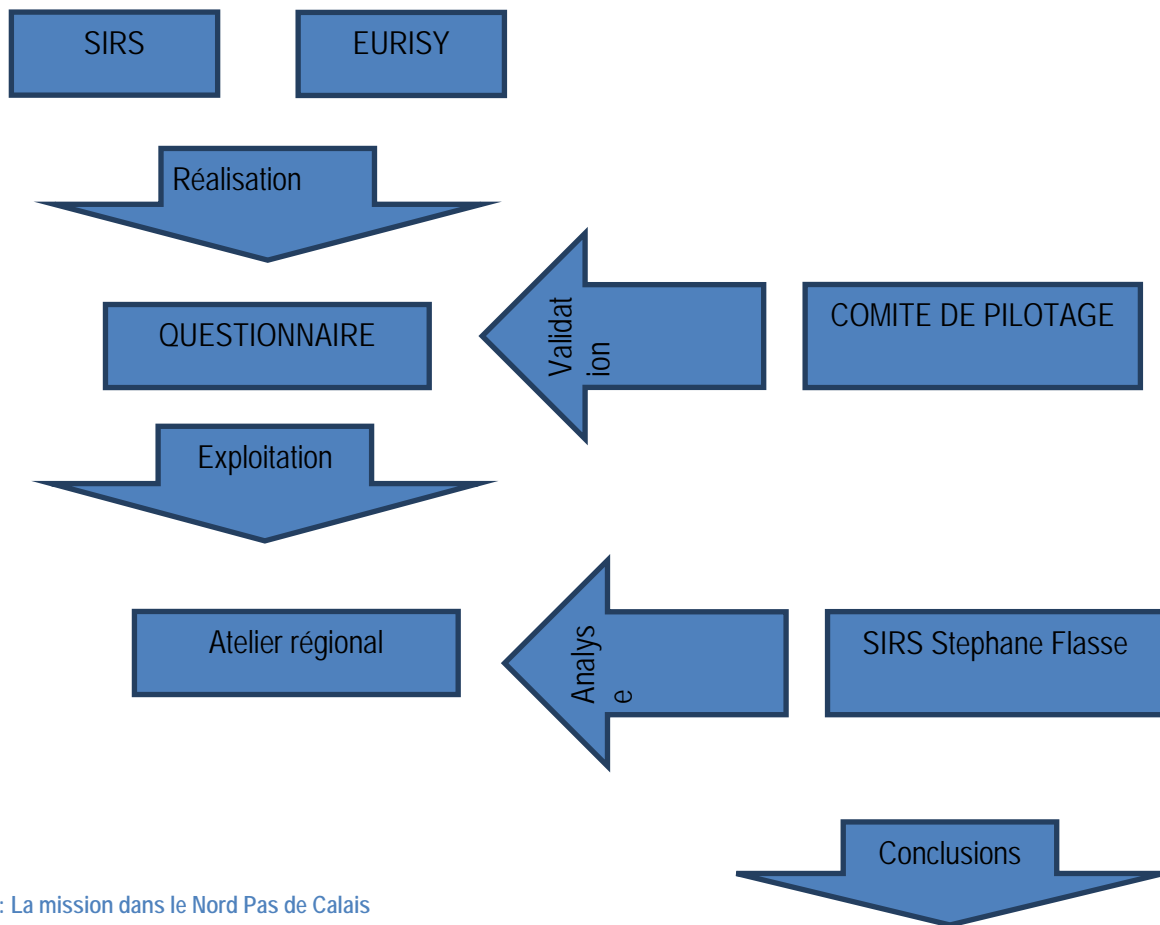 SIRS
EURISY
Réalisation
QUESTIONNAIRE
Validat
ion
COMITE DE PILOTAGE
Exploitation
Atelier régional
Analys
e
SIRS Stephane Flasse
Conclusions
: La mission dans le Nord Pas de Calais